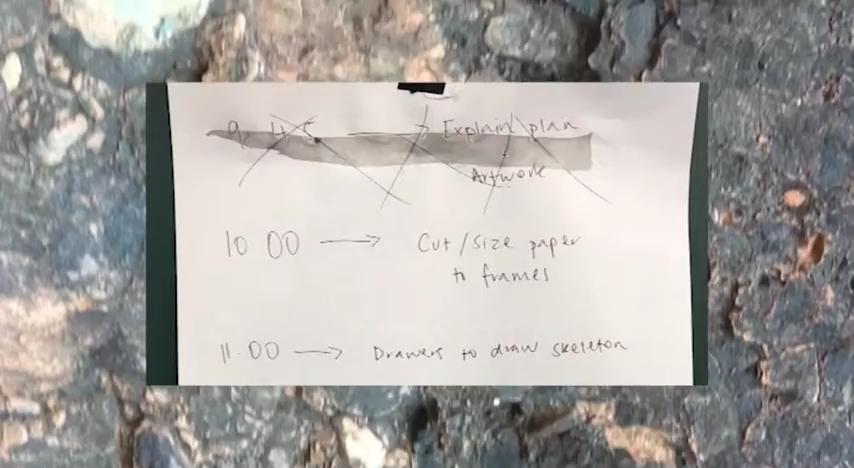 9 45 → Explain/plan
Artwork
10 00 → Cut/size paper
to frames
11.00 → Drawers to draw skeleton